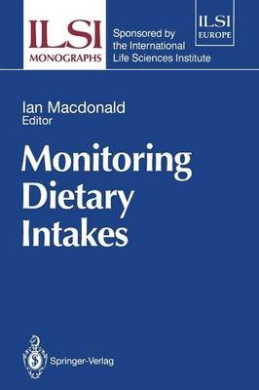 ILSI
MONOGRAPHS
Sponsored by
the International
Life Sciences Institute
ILSI
EUROPE
Ian Macdonald
Editor
Monitoring
Dietary
Intakes
Springer-Verlag